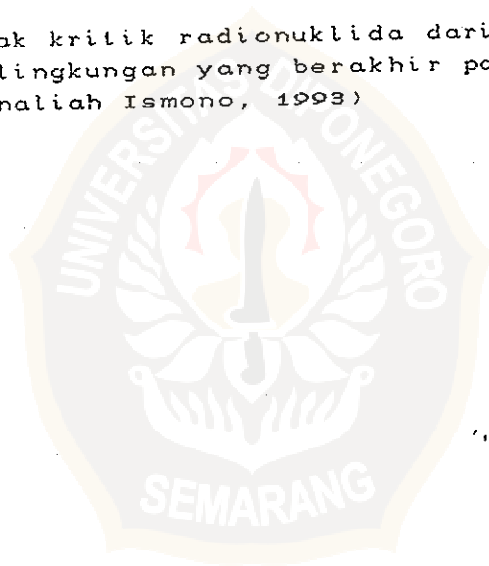 ak kritik radionuklida dari
lingkungan yang berakhir pa
naliah Ismono, 1993)
UNIVERSITAS DIPONEGORO
SEMARANG